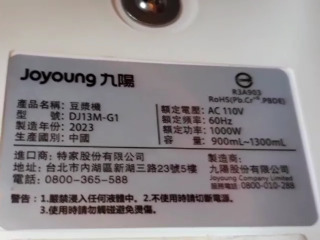 Joyoung 九陽
R3A903
RoHS(Pb.Cr⁺⁶.PBDE)
品名：豆漿機
型號：DJ13M-G1
製造年份：2023
製造國：中國
額定電壓：AC 110V
額定頻率：60Hz
額定功率：1000W
容量：900mL~1300mL
進口商：特家股份有限公司
地址：台北市內湖區新湖三路23號5樓
電話：0800-365-588
製造商：
九陽股份有限公司
Joyoung Company Limited
服務電話：0800-010-288
警告：1.嚴禁浸入任何液體中。 2.不使用時請切斷電源。
3.使用時請勿觸碰避免燙傷。